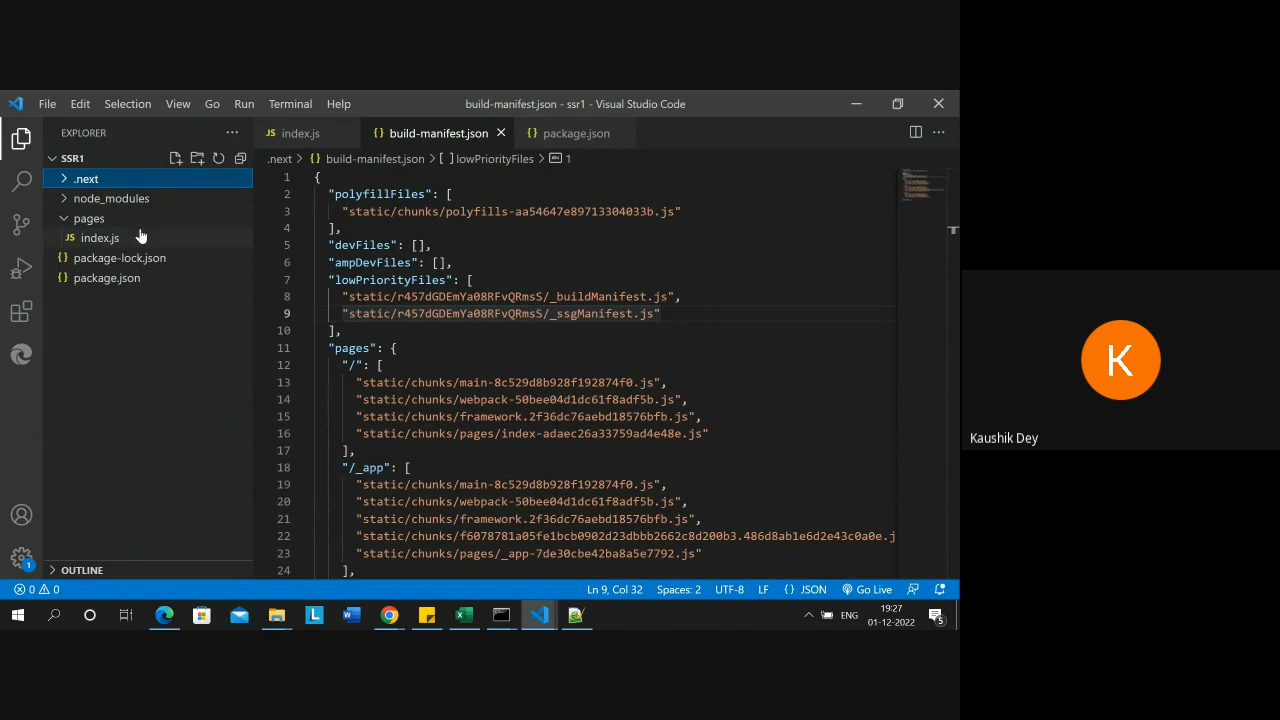 File Edit Selection View Go Run Terminal Help
build-manifest.json - ssr1 - Visual Studio Code
EXPLORER
SSR1
.next
node_modules
pages
JS index.js
{} package-lock.json
{} package.json
OUTLINE
JS index.js
{} build-manifest.json
{} package.json
.next > {} build-manifest.json > [ ] lowPriorityFiles > abc 1
1 {
2 "polyfillFiles": [
3 "static/chunks/polyfills-aa54647e89713304033b.js"
4 ],
5 "devFiles": [],
6 "ampDevFiles": [],
7 "lowPriorityFiles": [
8 "static/r457dGDEmYa08RFvQRmsS/_buildManifest.js",
9 "static/r457dGDEmYa08RFvQRmsS/_ssgManifest.js"
10 ],
11 "pages": {
12 "/": [
13 "static/chunks/main-8c529d8b928f192874f0.js",
14 "static/chunks/webpack-50bee04d1dc61f8adf5b.js",
15 "static/chunks/framework.2f36dc76aebd18576bfb.js",
16 "static/chunks/pages/index-adaec26a33759ad4e48e.js"
17 ],
18 "/_app": [
19 "static/chunks/main-8c529d8b928f192874f0.js",
20 "static/chunks/webpack-50bee04d1dc61f8adf5b.js",
21 "static/chunks/framework.2f36dc76aebd18576bfb.js",
22 "static/chunks/f6078781a05fe1bcb0902d23dbbb2662c8d200b3.486d8ab1e6d2e43c0a0e.j
23 "static/chunks/pages/_app-7de30cbe42ba8a5e7792.js"
24 ],
1
0 0
Ln 9, Col 32 Spaces: 2 UTF-8 LF {} JSON Go Live
L
ENG
19:27
01-12-2022
5
K
Kaushik Dey